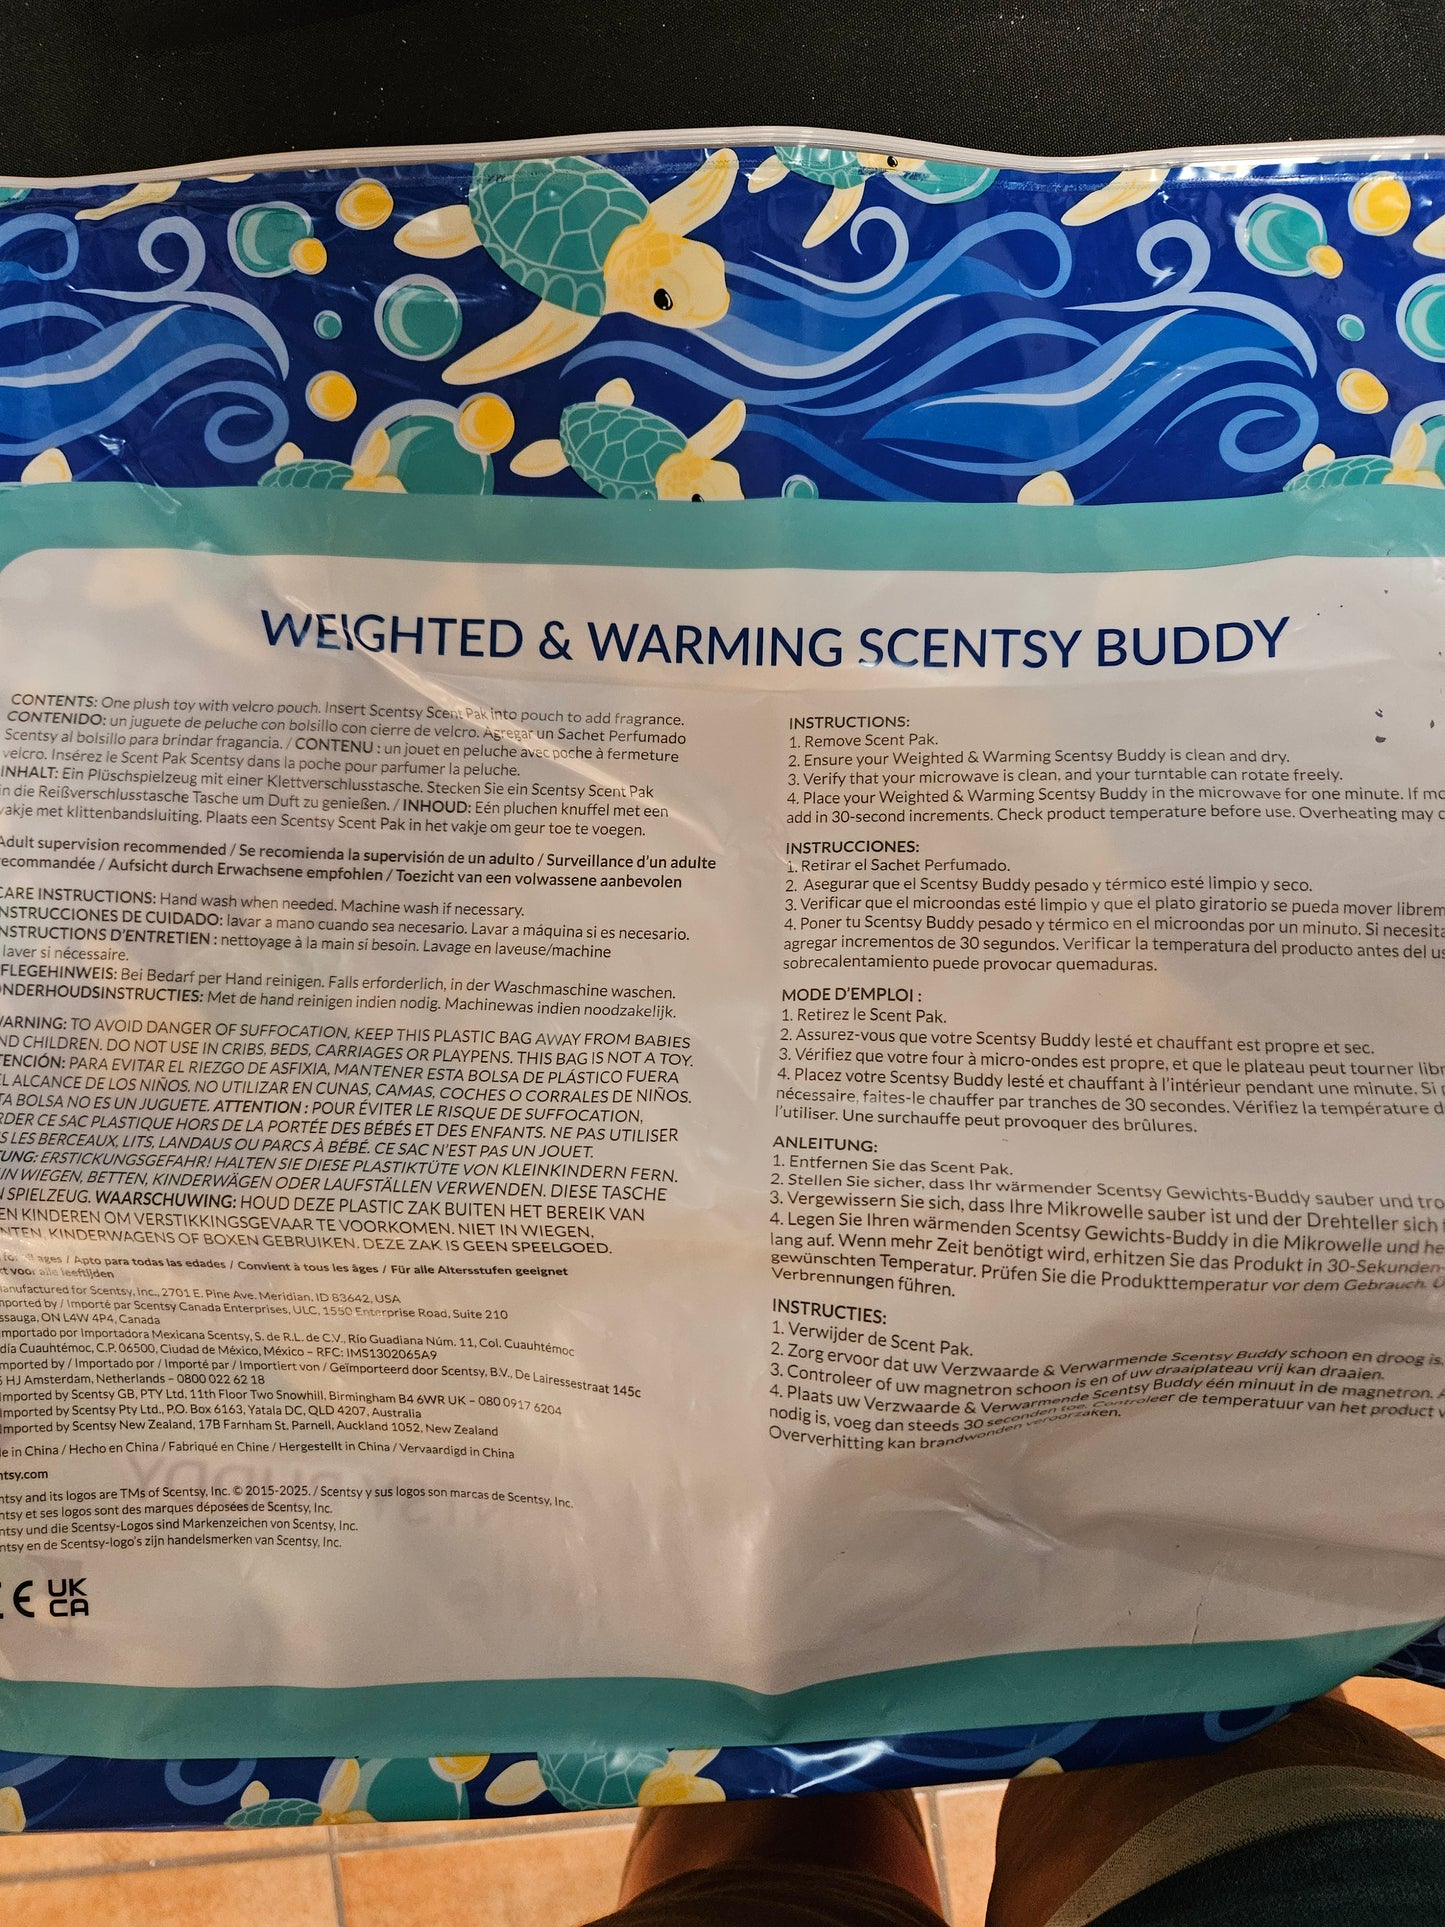 WEIGHTED & WARMING SCENTSY BUDDY
CONTENTS: One plush toy with velcro pouch. Insert Scentsy Scent Pak into pouch to add fragrance.
CONTENIDO: un juguete de peluche con bolsillo con cierre de velcro. Agregar un Sachet Perfumado
Scentsy al bolsillo para brindar fragancia. / CONTENU : un jouet en peluche avec poche à fermeture
velcro. Insérez le Scent Pak Scentsy dans la poche pour parfumer la peluche.
INHALT: Ein Plüschspielzeug mit einer Klettverschlusstasche. Stecken Sie ein Scentsy Scent Pak
in die Reißverschlusstasche Tasche um Duft zu genießen. / INHOUD: Eén pluchen knuffel met een
vakje met klittenbandsluiting. Plaats een Scentsy Scent Pak in het vakje om geur toe te voegen.
Adult supervision recommended / Se recomienda la supervisión de un adulto / Surveillance d'un adulte
recommandée / Aufsicht durch Erwachsene empfohlen / Toezicht van een volwassene aanbevolen
CARE INSTRUCTIONS: Hand wash when needed. Machine wash if necessary.
NSTRUCCIONES DE CUIDADO: lavar a mano cuando sea necesario. Lavar a máquina si es necesario.
NSTRUCTIONS D'ENTRETIEN : nettoyage à la main si besoin. Lavage en laveuse/machine
laver si nécessaire.
FLEGEHINWEIS: Bei Bedarf per Hand reinigen. Falls erforderlich, in der Waschmaschine waschen.
ONDERHOUDSINSTRUCTIES: Met de hand reinigen indien nodig. Machinewas indien noodzakelijk.
WARNING: TO AVOID DANGER OF SUFFOCATION, KEEP THIS PLASTIC BAG AWAY FROM BABIES
ND CHILDREN. DO NOT USE IN CRIBS, BEDS, CARRIAGES OR PLAYPENS. THIS BAG IS NOT A TOY.
TENCIÓN: PARA EVITAR EL RIEZGO DE ASFIXIA, MANTENER ESTA BOLSA DE PLÁSTICO FUERA
EL ALCANCE DE LOS NIÑOS. NO UTILIZAR EN CUNAS, CAMAS, COCHES O CORRALES DE NIÑOS.
TA BOLSA NO ES UN JUGUETE. ATTENTION : POUR ÉVITER LE RISQUE DE SUFFOCATION,
RDER CE SAC PLASTIQUE HORS DE LA PORTÉE DES BÉBÉS ET DES ENFANTS. NE PAS UTILISER
S LES BERCEAUX, LITS, LANDAUS OU PARCS À BÉBÉ. CE SAC N'EST PAS UN JOUET.
TUNG: ERSTICKUNGSGEFAHR! HALTEN SIE DIESE PLASTIKTÜTE VON KLEINKINDERN FERN.
IN WIEGEN, BETTEN, KINDERWÄGEN ODER LAUFSTÄLLEN VERWENDEN. DIESE TASCHE
SPIELZEUG. WAARSCHUWING: HOUD DEZE PLASTIC ZAK BUITEN HET BEREIK VAN
EN KINDEREN OM VERSTIKKINGSGEVAAR TE VOORKOMEN. NIET IN WIEGEN,
NTEN, KINDERWAGENS OF BOXEN GEBRUIKEN. DEZE ZAK IS GEEN SPEELGOED.
for all ages / Apto para todas las edades / Convient à tous les âges / Für alle Altersstufen geeignet
kt voor alle leeftijden
anufactured for Scentsy, Inc., 2701 E. Pine Ave. Meridian, ID 83642, USA
mported by / Importé par Scentsy Canada Enterprises, ULC, 1550 Enterprise Road, Suite 210
ssauga, ON L4W 4P4, Canada
mportado por Importadora Mexicana Scentsy, S. de R.L. de C.V., Río Guadiana Núm. 11, Col. Cuauhtémoc
día Cuauhtémoc, C.P. 06500, Ciudad de México, México – RFC: IMS1302065A9
mported by / Importado por / Importé par / Importiert von / Geïmporteerd door Scentsy, B.V., De Lairessestraat 145c
HJ Amsterdam, Netherlands – 0800 022 62 18
mported by Scentsy GB, PTY Ltd, 11th Floor Two Snowhill, Birmingham B4 6WR UK – 080 0917 6204
mported by Scentsy Pty Ltd., P.O. Box 6163, Yatala DC, QLD 4207, Australia
mported by Scentsy New Zealand, 17B Farnham St. Parnell, Auckland 1052, New Zealand
e in China / Hecho en China / Fabriqué en Chine / Hergestellt in China / Vervaardigd in China
ntsy.com
ntsy and its logos are TMs of Scentsy, Inc. © 2015-2025. / Scentsy y sus logos son marcas de Scentsy, Inc.
ntsy et ses logos sont des marques déposées de Scentsy, Inc.
ntsy und die Scentsy-Logos sind Markenzeichen von Scentsy, Inc.
ntsy en de Scentsy-logo's zijn handelsmerken van Scentsy, Inc.
CE UK CA
INSTRUCTIONS:
1. Remove Scent Pak.
2. Ensure your Weighted & Warming Scentsy Buddy is clean and dry.
3. Verify that your microwave is clean, and your turntable can rotate freely.
4. Place your Weighted & Warming Scentsy Buddy in the microwave for one minute. If mo
add in 30-second increments. Check product temperature before use. Overheating may c
INSTRUCCIONES:
1. Retirar el Sachet Perfumado.
2. Asegurar que el Scentsy Buddy pesado y térmico esté limpio y seco.
3. Verificar que el microondas esté limpio y que el plato giratorio se pueda mover librem
4. Poner tu Scentsy Buddy pesado y térmico en el microondas por un minuto. Si necesita
agregar incrementos de 30 segundos. Verificar la temperatura del producto antes del us
sobrecalentamiento puede provocar quemaduras.
MODE D'EMPLOI :
1. Retirez le Scent Pak.
2. Assurez-vous que votre Scentsy Buddy lesté et chauffant est propre et sec.
3. Vérifiez que votre four à micro-ondes est propre, et que le plateau peut tourner libr
4. Placez votre Scentsy Buddy lesté et chauffant à l'intérieur pendant une minute. Si
nécessaire, faites-le chauffer par tranches de 30 secondes. Vérifiez la température d
l'utiliser. Une surchauffe peut provoquer des brûlures.
ANLEITUNG:
1. Entfernen Sie das Scent Pak.
2. Stellen Sie sicher, dass Ihr wärmender Scentsy Gewichts-Buddy sauber und tro
3. Vergewissern Sie sich, dass Ihre Mikrowelle sauber ist und der Drehteller sich
4. Legen Sie Ihren wärmenden Scentsy Gewichts-Buddy in die Mikrowelle und he
lang auf. Wenn mehr Zeit benötigt wird, erhitzen Sie das Produkt in 30-Sekunden-
gewünschten Temperatur. Prüfen Sie die Produkttemperatur vor dem Gebrauch. Ü
Verbrennungen führen.
INSTRUCTIES:
1. Verwijder de Scent Pak.
2. Zorg ervoor dat uw Verzwaarde & Verwarmende Scentsy Buddy schoon en droog is.
3. Controleer of uw magnetron schoon is en of uw draaiplateau vrij kan draaien.
4. Plaats uw Verzwaarde & Verwarmende Scentsy Buddy één minuut in de magnetron. A
nodig is, voeg dan steeds 30 seconden toe. Controleer de temperatuur van het product v
Oververhitting kan brandwonden veroorzaken.